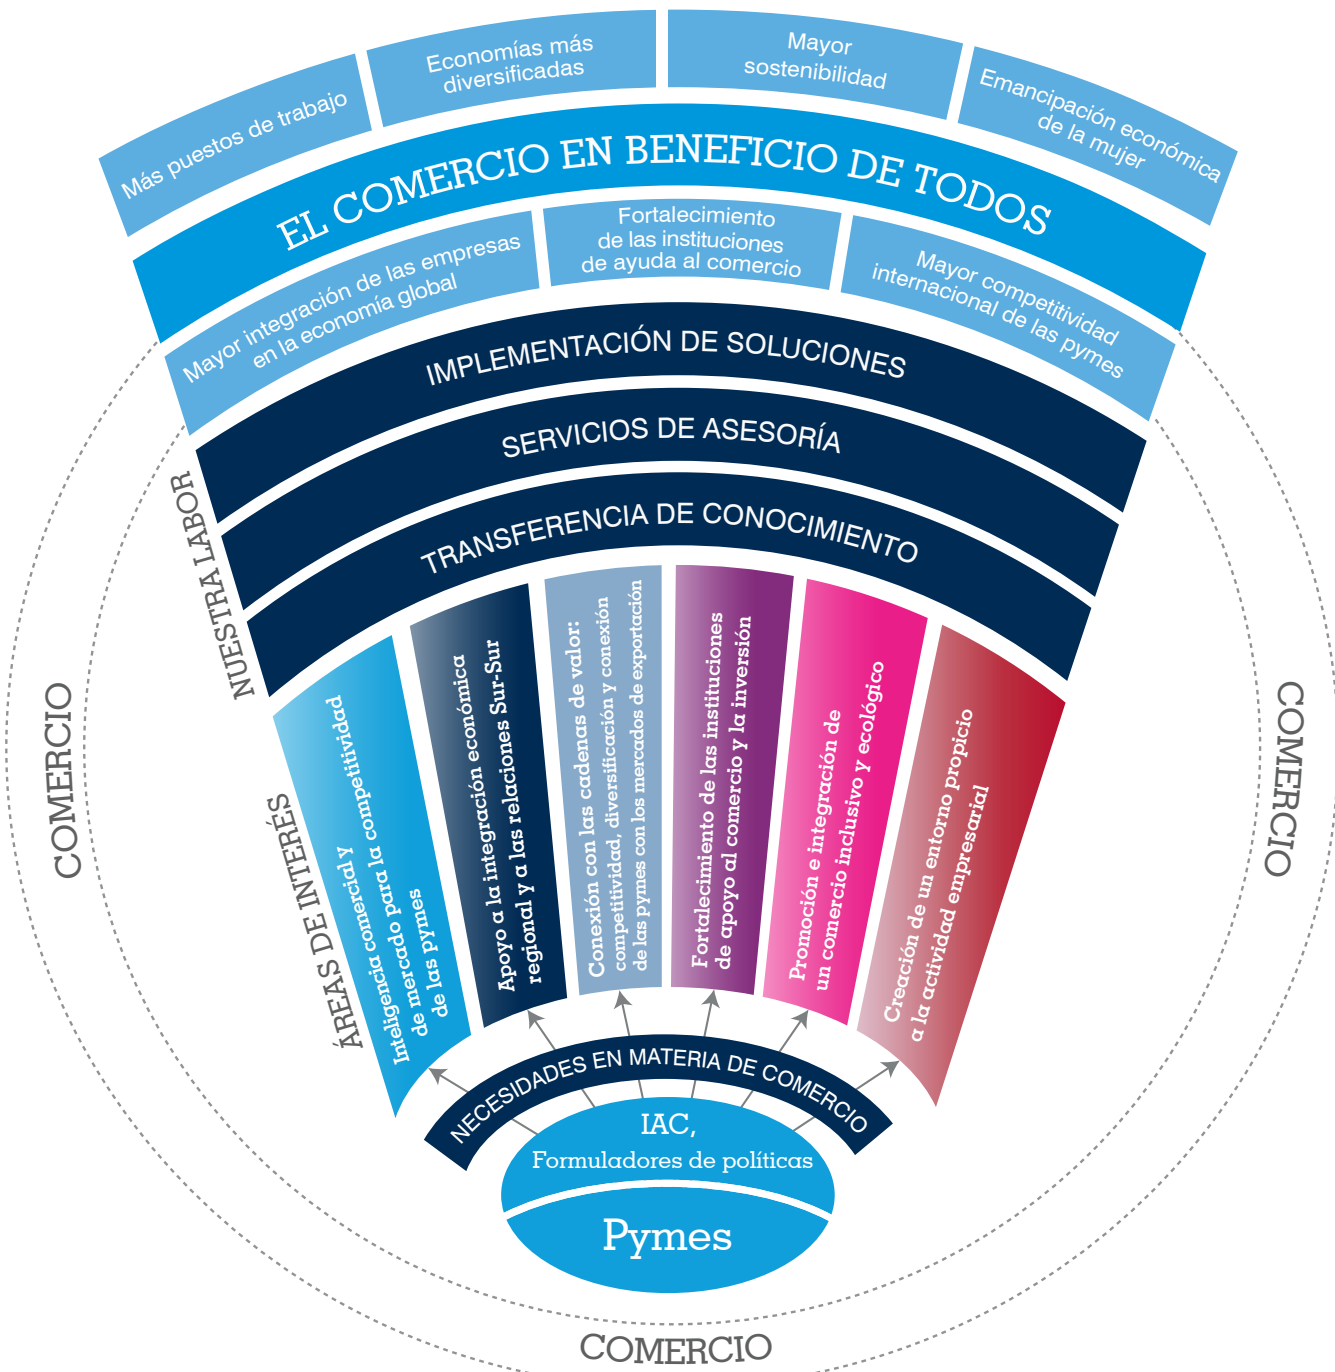 Más puestos de trabajo
Economías más
diversificadas
Mayor
sostenibilidad
Emancipación económica
de la mujer
EL COMERCIO EN BENEFICIO DE TODOS
Mayor integración de las empresas
en la economía global
Fortalecimiento
de las instituciones
de ayuda al comercio
Mayor competitividad
internacional de las pymes
IMPLEMENTACIÓN DE SOLUCIONES
SERVICIOS DE ASESORÍA
TRANSFERENCIA DE CONOCIMIENTO
NUESTRA LABOR
ÁREAS DE INTERÉS
Inteligencia camercial y
de mercado para la competitividad
de las pymes
Apoyo a la integración económica
regional y a las relaciones Sur-Sur
Conexión con las cadenas de valor:
competitividad, diversificación y conexión
de las pymes con los mercados de exportación
Fortalecimiento de las instituciones
de apoyo al comercio y la inversión
Promoción e integración de
un comercio inclusivo y ecológico
Creación de un entorno propicio
a la actividad empresarial
NECESIDADES EN MATERIA DE COMERCIO
IAC,
Formuladores de políticas
Pymes
COMERCIO
COMERCIO
COMERCIO